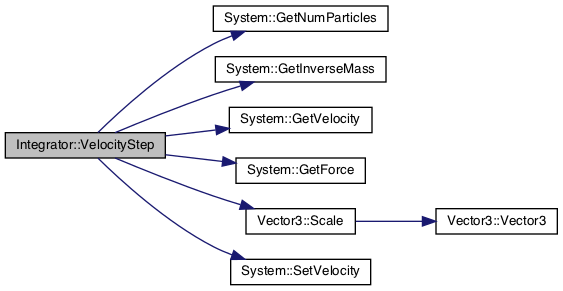 System::GetNumParticles
System::GetInverseMass
System::GetVelocity
Integrator::VelocityStep
System::GetForce
Vector3::Scale
Vector3::Vector3
System::SetVelocity